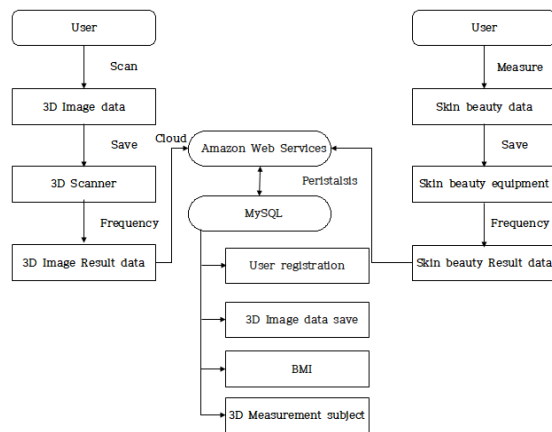 User
Scan
3D Image data
Save
3D Scanner
Frequency
3D Image Result data
Cloud
Amazon Web Services
Peristalsis
MySQL
User registration
3D Image data save
BMI
3D Measurement subject
User
Measure
Skin beauty data
Save
Skin beauty equipment
Frequency
Skin beauty Result data